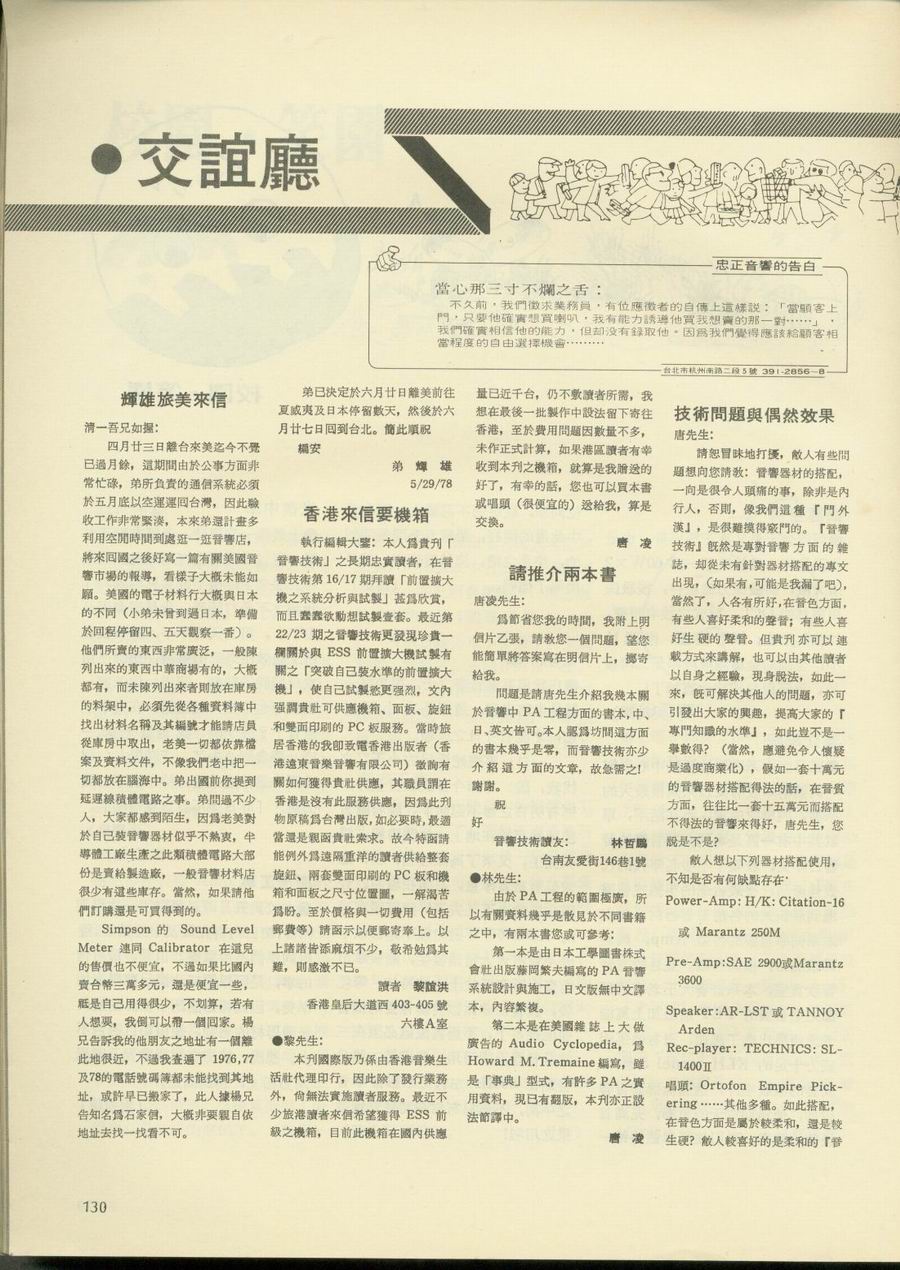 ●交誼廳
忠正音響的告白
當心那三寸不爛之舌：
不久前，我們徵求業務員，有位應徵者的自傳上這樣説：「當顧客上
門，只要他確實想買喇叭，我有能力誘導他買我想賣的那一對……」，
我們確實相信他的能力，但却没有録取他。因爲我們覺得應該給顧客相
當程度的自由選擇機會………
台北市杭州南路二段5號 391-2856—8
輝雄旅美來信
清一吾兄如握：
四月廿三日離台來美迄今不覺
已過月餘，這期間由於公事方面非
常忙碌，弟所負責的通信系統必須
於五月底以空運運囘台灣，因此驗
收工作非常緊湊，本來弟還計畫多
利用空閒時間到處逛一逛音響店，
將來囘國之後好寫一篇有關美國音
響市場的報導，看樣子大概未能如
願。美國的電子材料行大概與日本
的不同（小弟未曾到過日本，準備
於囘程停留四、五天觀察一番）。
他們所賣的東西非常廣泛，一般陳
列出來的東西中華商場有的，大概
都有，而未陳列出來者則放在庫房
的料架中，必須先從各種資料簿中
找出材料名稱及其編號才能請店員
從庫房中取出，老美一切都依靠檔
案及資料文件，不像我們老中把一
切都放在腦海中。弟出國前你提到
延遲線積體電路之事。弟問過不少
人，大家都感到陌生，因爲老美對
於自己裝音響器材似乎不熱衷，半
導體工廠生產之此類積體電路大部
份是賣給製造廠，一般音響材料店
很少有這些庫存。當然，如果請他
們訂購還是可買得到的。
Simpson 的 Sound Level
Meter 連同 Calibrator 在這兒
的售價也不便宜，不過如果比國內
賣台幣三萬多元，還是便宜一些，
祗是自己用得很少，不划算，若有
人想要，我倒可以帶一個囘家。楊
兄告訴我的他朋友之地址有一個離
此地很近，不過我查遍了 1976,77
及78的電話號碼簿都未能找到其地
址，或許早已搬家了，此人據楊兄
告知名爲石家信，大概非要親自依
地址去找一找看不可。
弟已決定於六月廿日離美前往
夏威夷及日本停留數天，然後於六
月廿七日囘到台北。簡此順祝
編安
弟 輝 雄
5/29/78
香港來信要機箱
執行編輯大鑒：本人爲貴刊「
音響技術」之長期忠實讀者，在音
響技術第 16/17 期拜讀「前置擴大
機之系統分析與試製」甚爲欣賞，
而且蠢蠢欲動想試製壹套。最近第
22/23 期之音響技術更發現珍貴一
欄關於與 ESS 前置擴大機試製有
關之「突破自己裝水準的前置擴大
機」，使自己試製慾更强烈，文內
强調貴社可供應機箱、面板、旋鈕
和雙面印刷的 PC 板服務。當時旅
居香港的我卽致電香港出版者（香
港遠東音樂音響有限公司）徵詢有
關如何獲得貴社供應，其職員謂在
香港是沒有此服務供應，因爲此刊
物原稿爲台灣出版，如必要時，最適
當還是親函貴社索求。故今特函請
能例外爲遠隔重洋的讀者供給整套
旋鈕、兩套雙面印刷的 PC 板和機
箱和面板之尺寸位置圖，一解渴苦
爲盼。至於價格與一切費用（包括
郵費等）請函示以便郵寄奉上。以
上諸諸皆添麻煩不少，敬希勉爲其
難，則感激不已。
讀者 黎誼洪
香港皇后大道西 403-405 號
六樓A室
●黎先生：
本刊國際版乃係由香港音樂生
活社代理印行，因此除了發行業務
外，尙無法實施讀者服務。最近不
少旅港讀者來信希望獲得 ESS 前
級之機箱，目前此機箱在國內供應
量已近千台，仍不敷讀者所需，我
想在最後一批製作中設法留下寄往
香港，至於費用問題因數量不多，
未作正式計算，如果港區讀者有幸
收到本刊之機箱，就算是我贈送的
好了，有幸的話，您也可以買本書
或唱頭（很便宜的）送給我，算是
交換。
唐 凌
請推介兩本書
唐凌先生：
爲節省您我的時間，我附上明
信片乙張，請教您一個問題，望您
能簡單將答案寫在明信片上，擲寄
給我。
問題是請唐先生介紹我幾本關
於音響中 PA 工程方面的書本，中、
日、英文皆可。本人認爲坊間這方面
的書本幾乎是零，而音響技術亦少
介紹這方面的文章，故急需之！
謝謝。
祝
好
音響技術讀友： 林哲鵬
台南友愛街146巷1號
●林先生：
由於 PA 工程的範圍極廣，所
以有關資料幾乎是散見於不同書籍
之中，有兩本書您或可參考：
第一本是由日本工學圖書株式
會社出版藤岡繁夫編寫的 PA 音響
系統設計與施工，日文版無中文譯
本，內容繁複。
第二本是在美國雜誌上大做
廣告的 Audio Cyclopedia，爲
Howard M. Tremaine 編寫，雖
是「事典」型式，有許多 PA 之實
用資料，現已有翻版，本刊亦正設
法節譯中。
唐 凌
技術問題與偶然效果
唐先生：
請恕冒昧地打擾，敝人有些問
題想向您請教：音響器材的搭配，
一向是很令人頭痛的事，除非是內
行人，否則，像我們這種『門外
漢』，是很難摸得竅門的。『音響
技術』旣然是專對音響方面的雜
誌，却從未有針對器材搭配的專文
出現，（如果有，可能是我漏了吧），
當然了，人各有所好，在音色方面，
有些人喜好柔和的聲音；有些人喜
好生硬的聲音。但貴刊亦可以連
載方式來講解，也可以由其他讀者
以自身之經驗，現身說法，如此一
來，旣可解決其他人的問題，亦可
引發出大家的興趣，提高大家的『
專門知識的水準』，如此豈不是一
擧數得？（當然，應避免令人懷疑
是過度商業化），假如一套十萬元
的音響器材搭配得法的話，在音質
方面，往往比一套十五萬元而搭配
不得法的音響來得好，唐先生，您
說是不是？
敝人想以下列器材搭配使用，
不知是否有何缺點存在·
Power-Amp: H/K: Citation-16
或 Marantz 250M
Pre-Amp:SAE 2900或Marantz
3600
Speaker:AR-LST 或 TANNOY
Arden
Rec-player: TECHNICS: SL-
1400Ⅱ
唱頭: Ortofon Empire Pick-
ering ……其他多種。如此搭配，
在音色方面是屬於較柔和，還是較
生硬？敝人較喜好的是柔和的『音
130